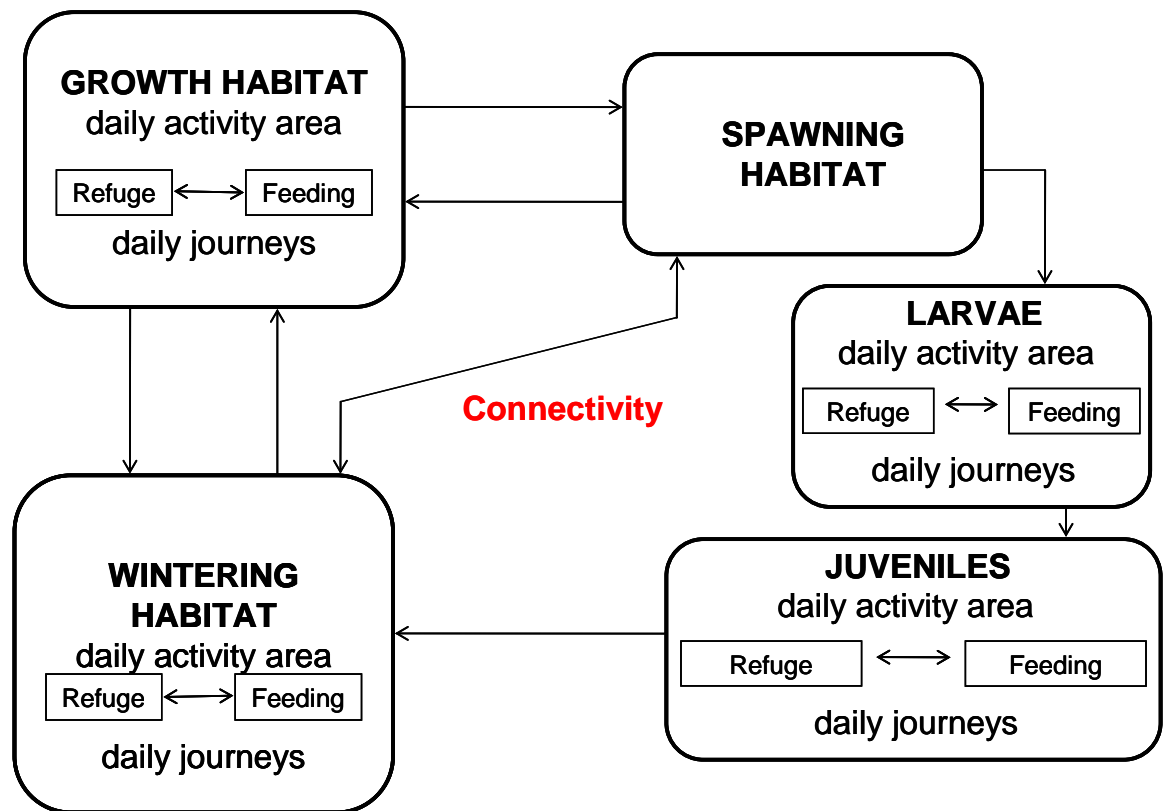 GROWTH HABITAT
daily activity area
Refuge
Feeding
daily journeys
SPAWNING
HABITAT
LARVAE
daily activity area
Refuge
Feeding
daily journeys
Connectivity
WINTERING
HABITAT
daily activity area
Refuge
Feeding
daily journeys
JUVENILES
daily activity area
Refuge
Feeding
daily journeys